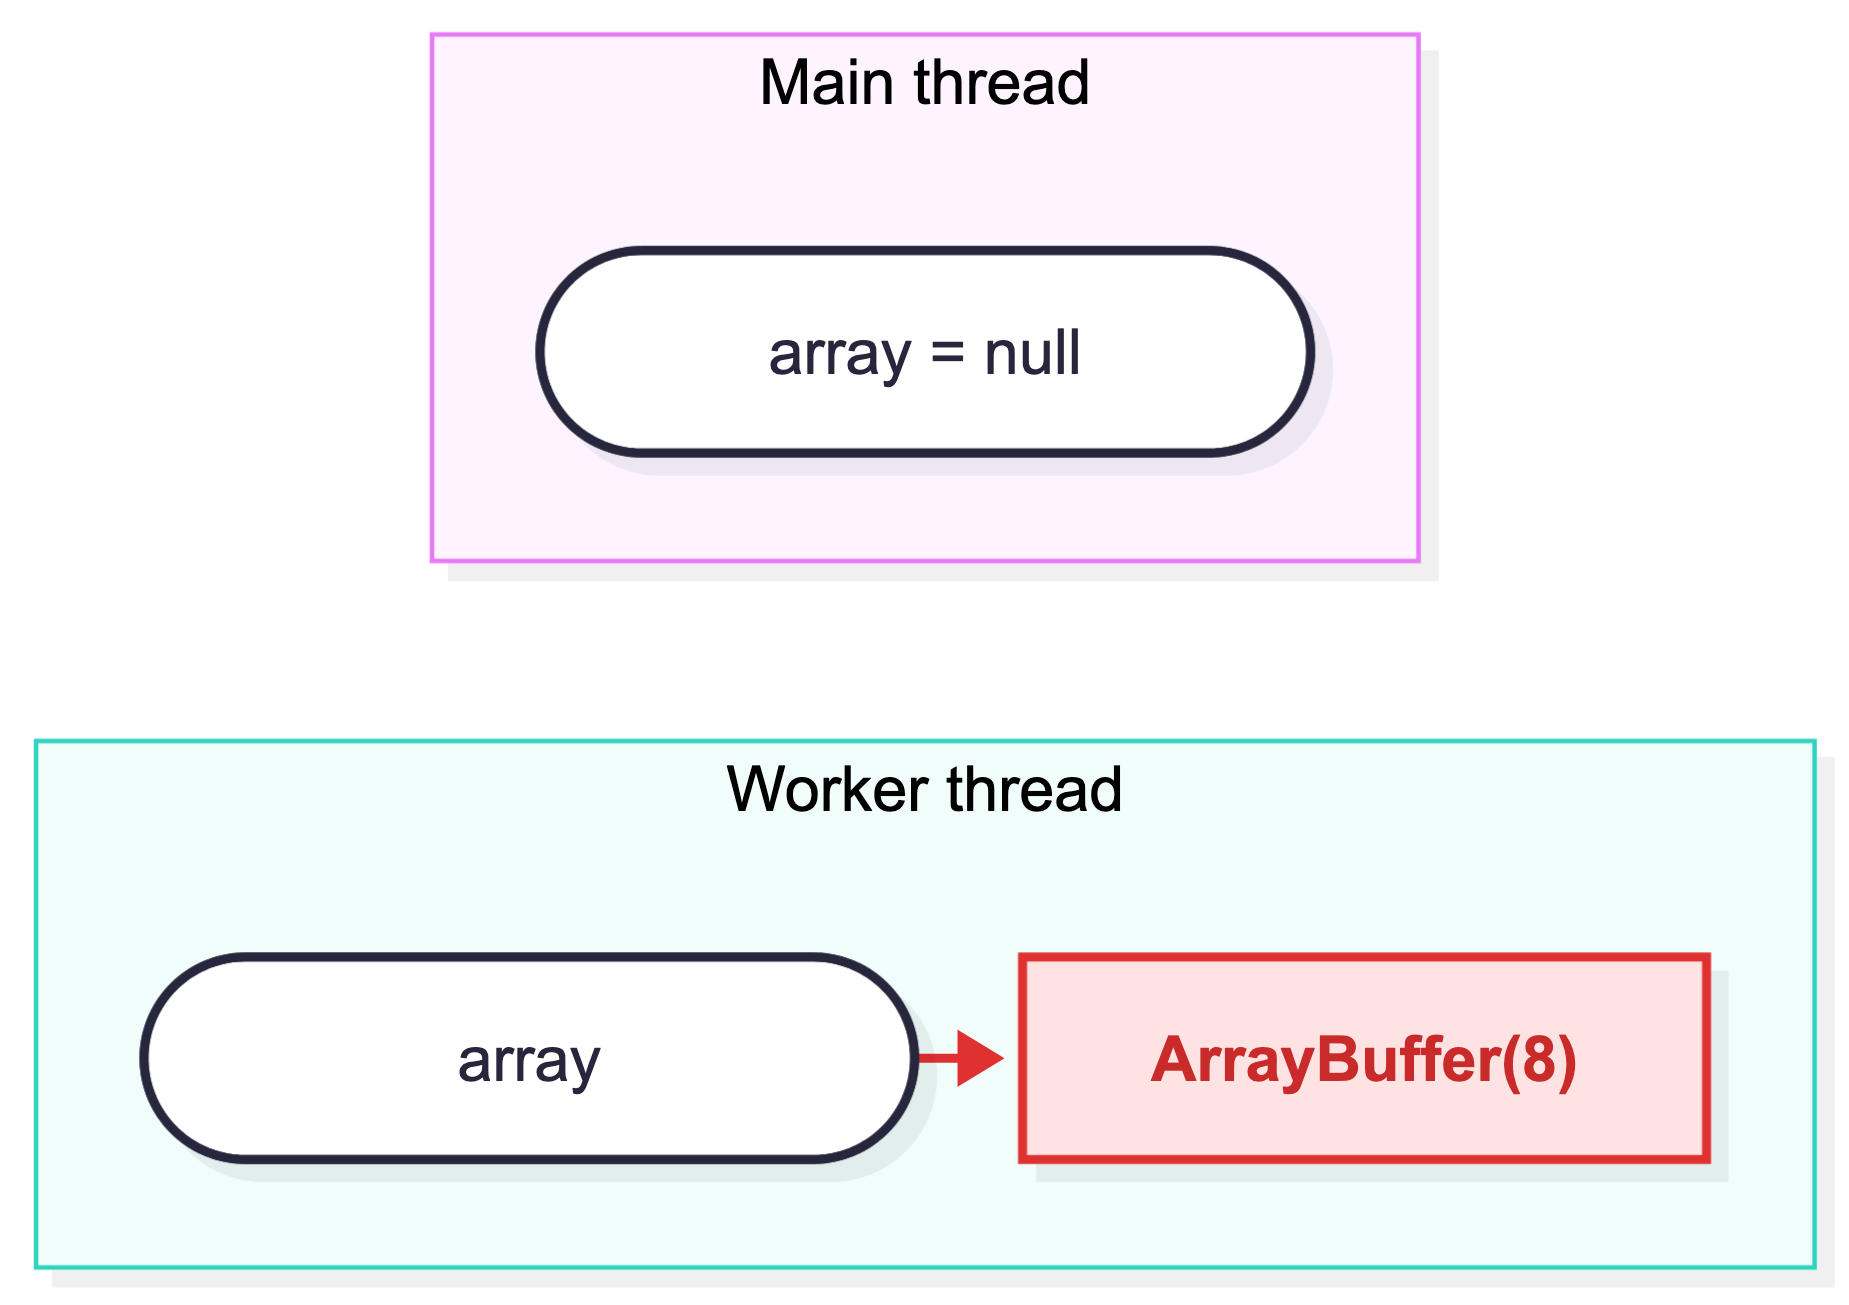 Main thread
array = null
Worker thread
array
ArrayBuffer(8)